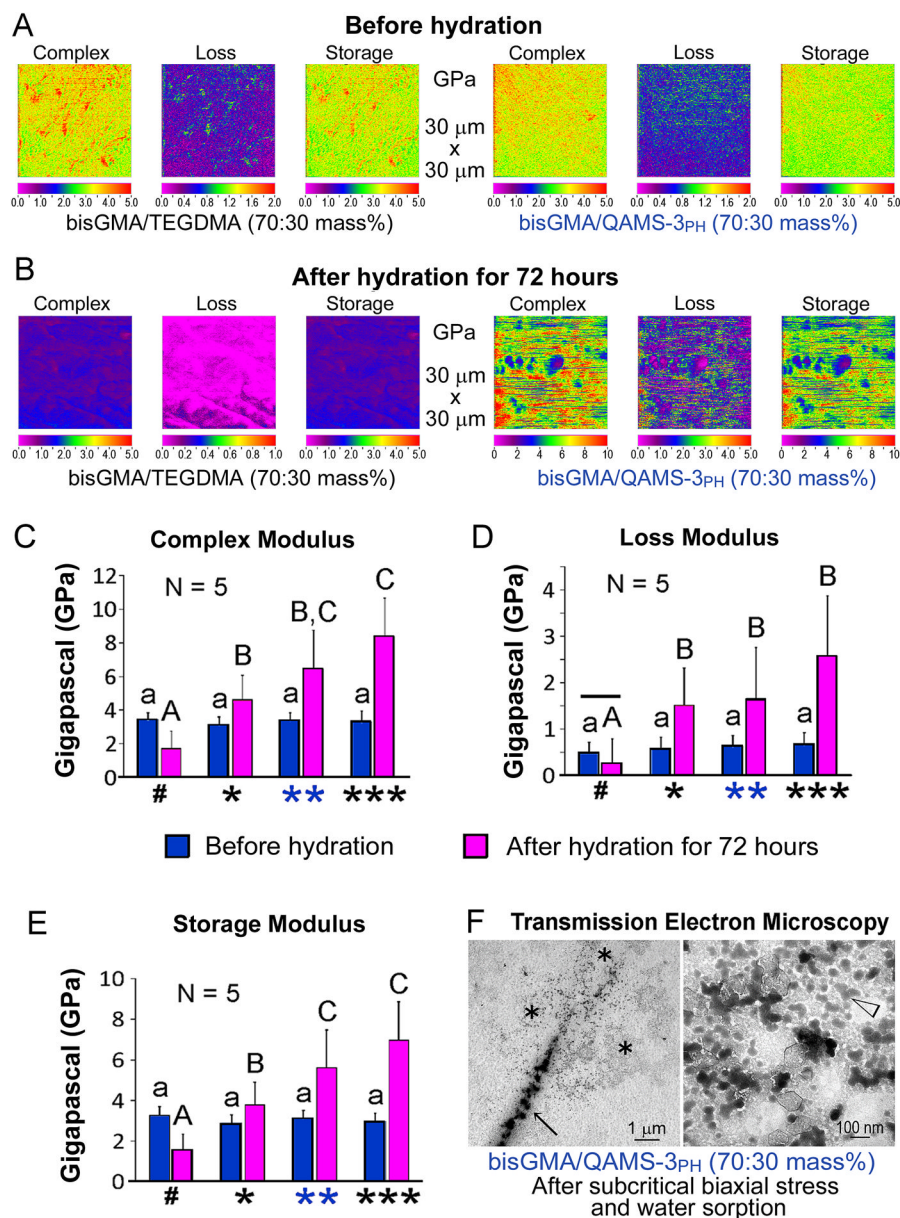 A
Before hydration
Complex Loss Storage GPa Complex Loss Storage
30 μm
x
30 μm
0.0 1.0 2.0 3.0 4.0 5.0 0.0 0.4 0.8 1.2 1.6 2.0 0.0 1.0 2.0 3.0 4.0 5.0 0.0 1.0 2.0 3.0 4.0 5.0 0.0 0.4 0.8 1.2 1.6 2.0 0.0 1.0 2.0 3.0 4.0 5.0
bisGMA/TEGDMA (70:30 mass%) bisGMA/QAMS-3PH (70:30 mass%)
B
After hydration for 72 hours
Complex Loss Storage GPa Complex Loss Storage
30 μm
x
30 μm
0.0 1.0 2.0 3.0 4.0 5.0 0.0 0.2 0.4 0.6 0.8 1 0.0 1.0 2.0 3.0 4.0 5.0 0 2 4 6 8 10 0 2 4 6 8 10 0 2 4 6 8 10
bisGMA/TEGDMA (70:30 mass%) bisGMA/QAMS-3PH (70:30 mass%)
C
Complex Modulus
Gigapascal (GPa)
12
10
8
6
4
2
0
N = 5
a A a B a B,C a C
# * ** ***
D
Loss Modulus
Gigapascal (GPa)
4
3
2
1
0
N = 5
a A a B a B a B
# * ** ***
Before hydration After hydration for 72 hours
E
Storage Modulus
Gigapascal (GPa)
10
8
6
4
2
0
N = 5
a A a B a C a C
# * ** ***
F
Transmission Electron Microscopy
*
*
*
1 μm 100 nm
bisGMA/QAMS-3PH (70:30 mass%)
After subcritical biaxial stress
and water sorption